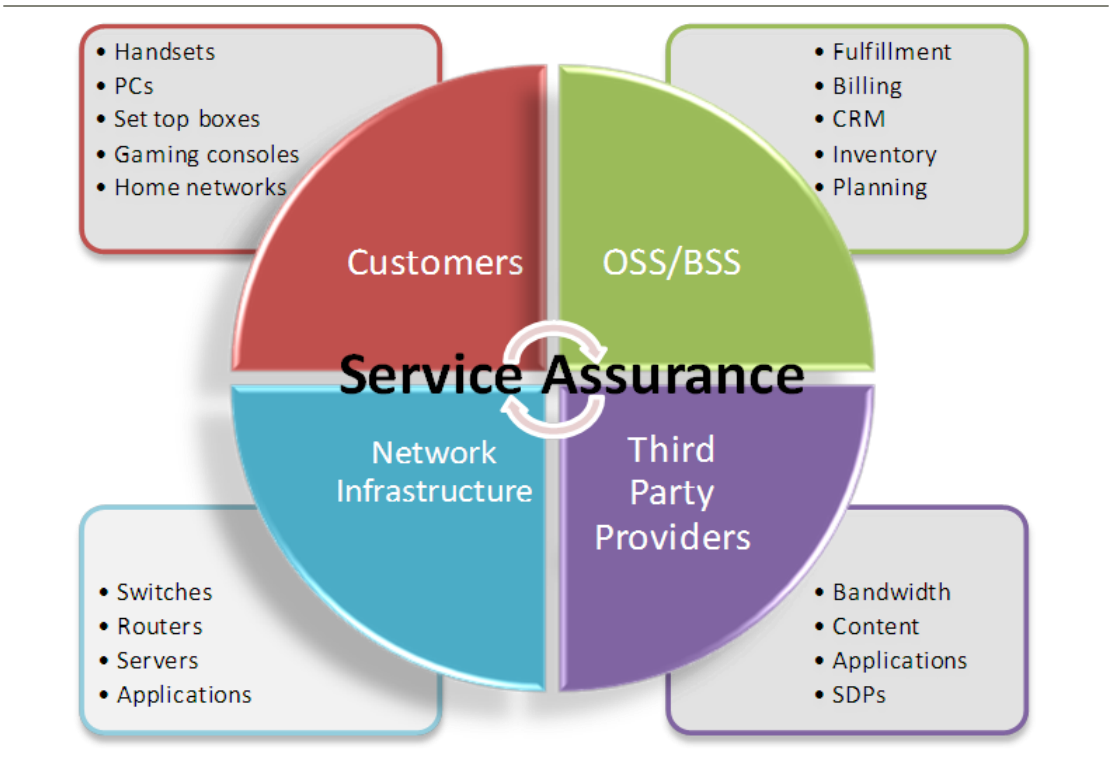 • Handsets
• PCs
• Set top boxes
• Gaming consoles
• Home networks
• Fulfillment
• Billing
• CRM
• Inventory
• Planning
Customers
OSS/BSS
Service Assurance
Network
Infrastructure
Third
Party
Providers
• Switches
• Routers
• Servers
• Applications
• Bandwidth
• Content
• Applications
• SDPs